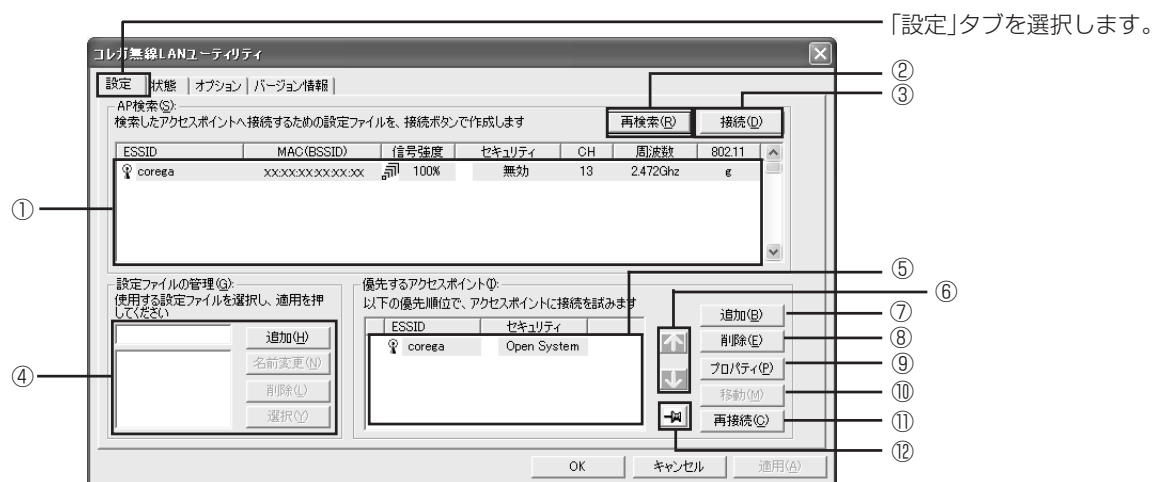 「設定」タブを選択します。
コレガ無線LANユーティリティ
設定 状態 オプション バージョン情報
②
③
AP検索(S):
検索したアクセスポイントへ接続するための設定ファイルを、接続ボタンで作成します
再検索(R) 接続(D)
ESSID MAC(BSSID) 信号強度 セキュリティ CH 周波数 802.11
corega xx:xx:xx:xx:xx:xx 100% 無効 13 2.472Ghz g
①
設定ファイルの管理(G):
使用する設定ファイルを選択し、適用を押
してください
追加(H)
名前変更(N)
削除(L)
選択(Y)
④
優先するアクセスポイント(I):
以下の優先順位で、アクセスポイントに接続を試みます
ESSID セキュリティ
corega Open System
⑤
⑥
追加(B) ⑦
削除(E) ⑧
プロパティ(P) ⑨
移動(M) ⑩
再接続(C) ⑪
⑫
OK キャンセル 適用(A)